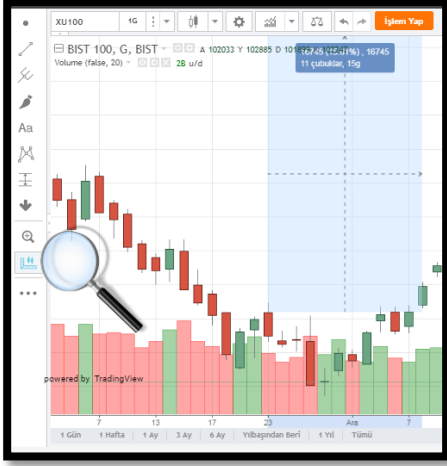 XU100 1G İşlem Yap
BIST 100, G, BIST A 102033 Y 102885 D
16745 , 16745
Volume (false, 20) 2B u/d
11 çubuklar, 15g
Aa
powered by TradingView
7 13 17 23 Ara 7
1 Gün 1 Hafta 1 Ay 3 Ay 6 Ay Yılbaşından Beri 1 Yıl Tümü